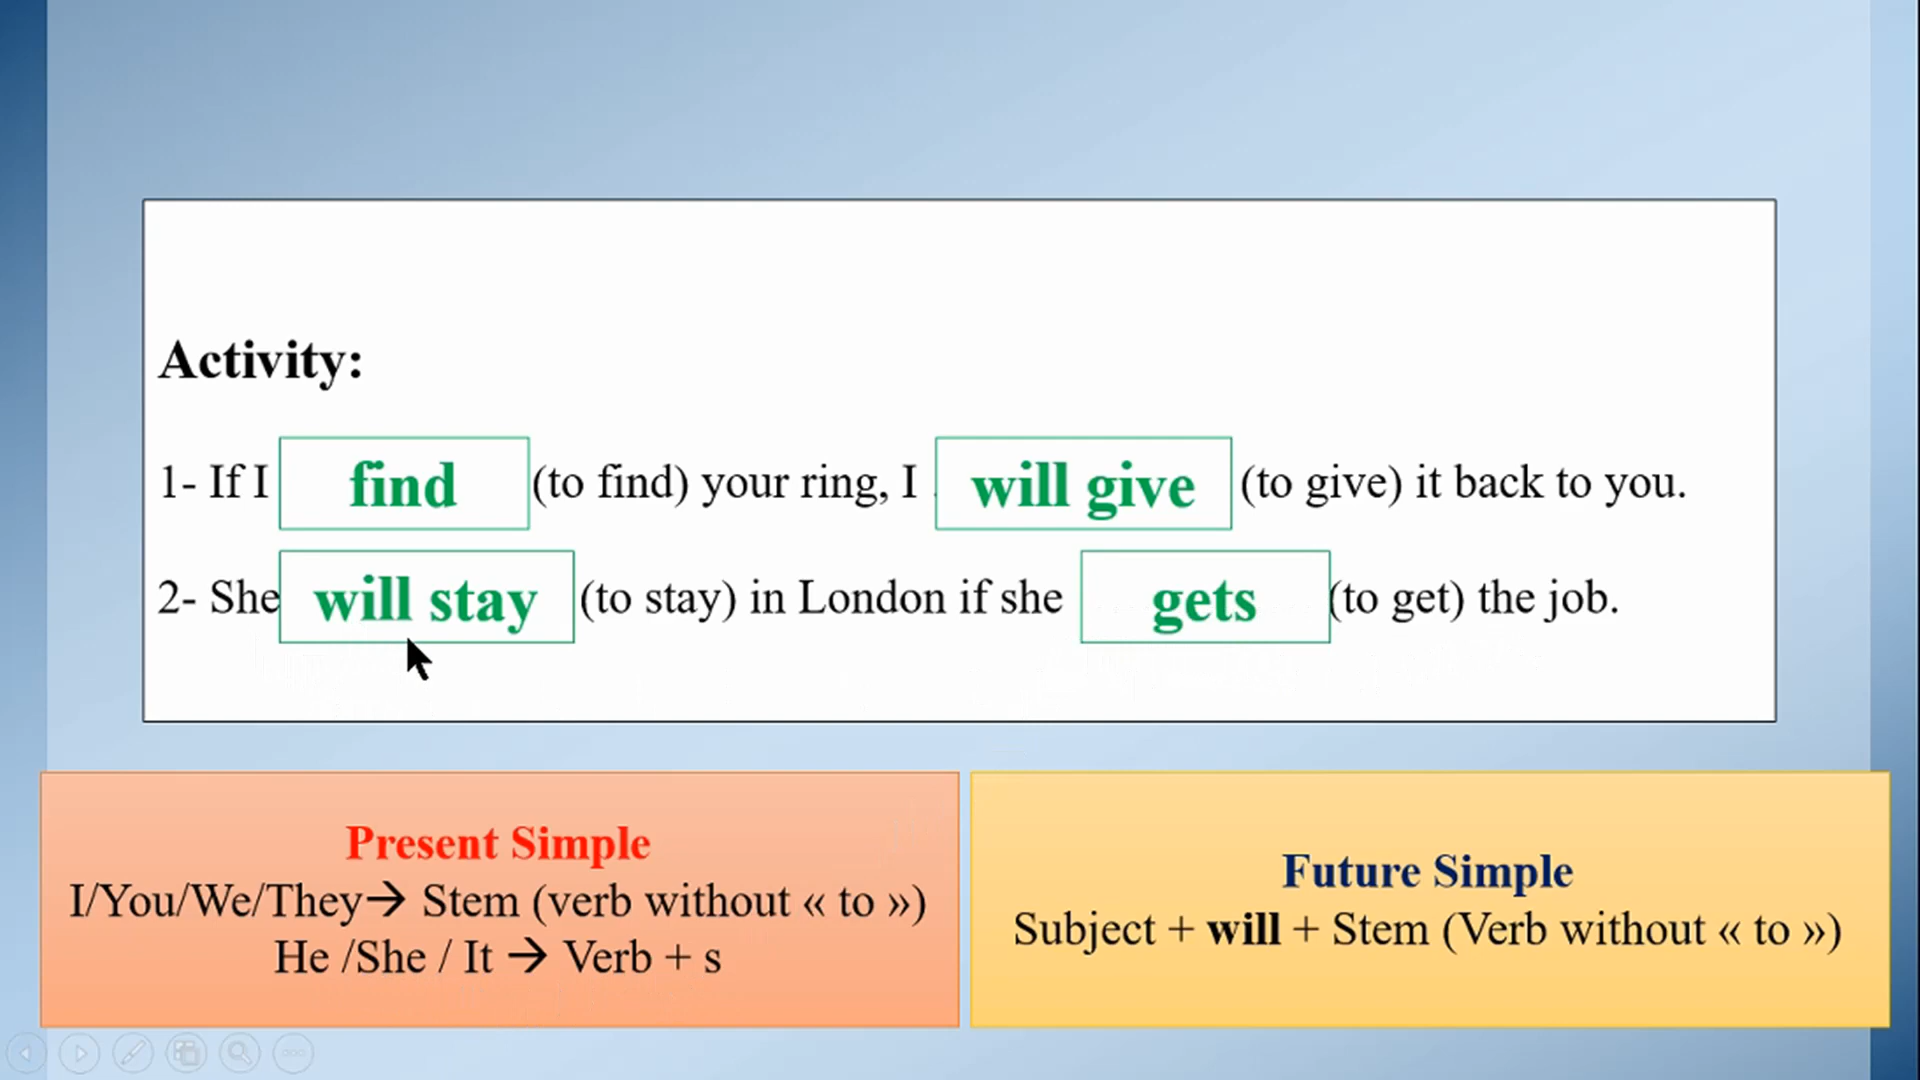 Activity:
1- If I find (to find) your ring, I will give (to give) it back to you.
2- She will stay (to stay) in London if she gets (to get) the job.
Present Simple
I/You/We/They→ Stem (verb without « to »)
He /She / It → Verb + s
Future Simple
Subject + will + Stem (Verb without « to »)